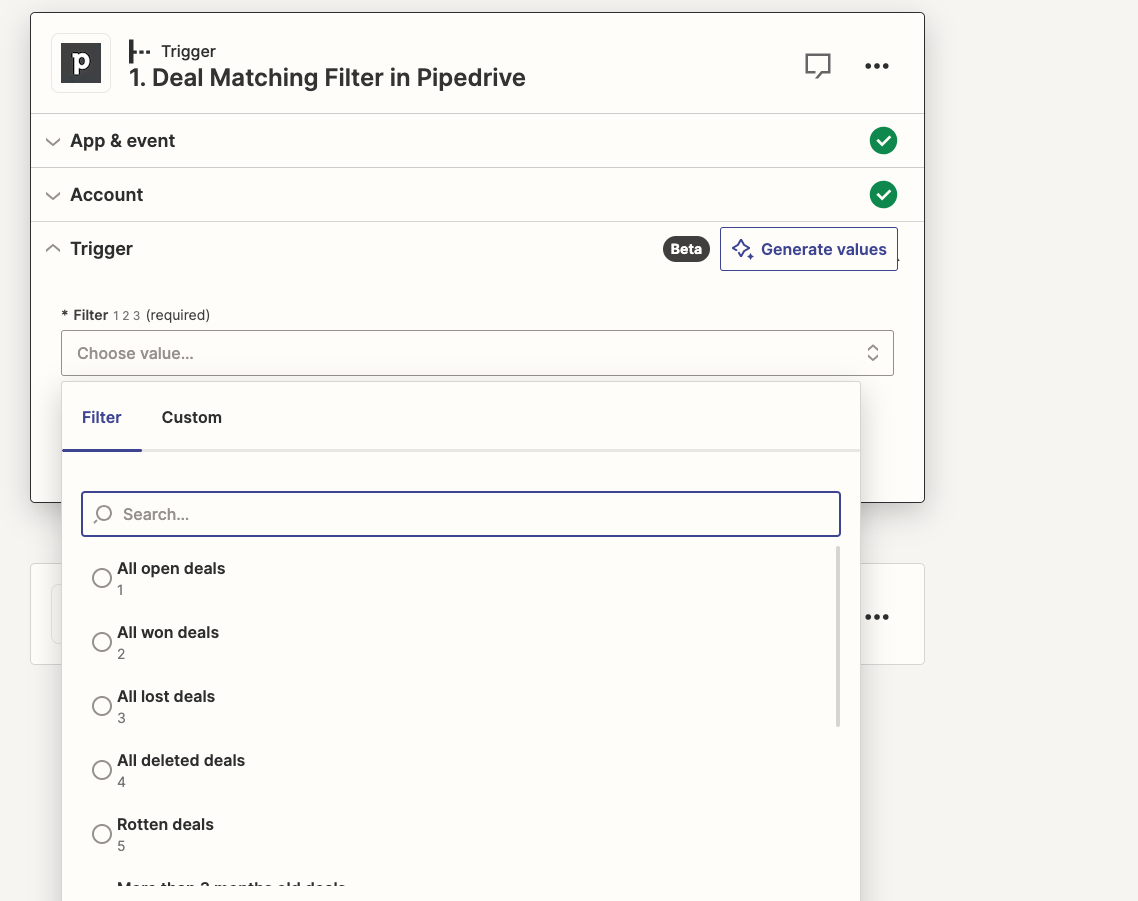 p
Trigger
1. Deal Matching Filter in Pipedrive
App & event
Account
Trigger
Beta
Generate values
* Filter 1 2 3 (required)
Choose value...
Filter
Custom
Search...
All open deals
1
All won deals
2
All lost deals
3
All deleted deals
4
Rotten deals
5